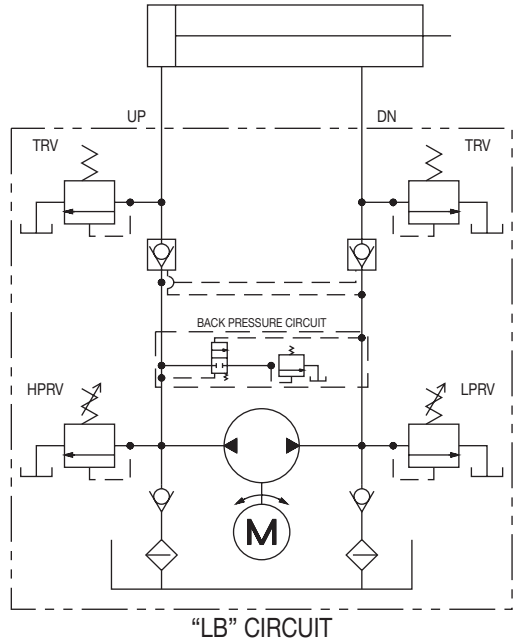 UP
DN
TRV
TRV
BACK PRESSURE CIRCUIT
HPRV
LPRV
M
“LB” CIRCUIT